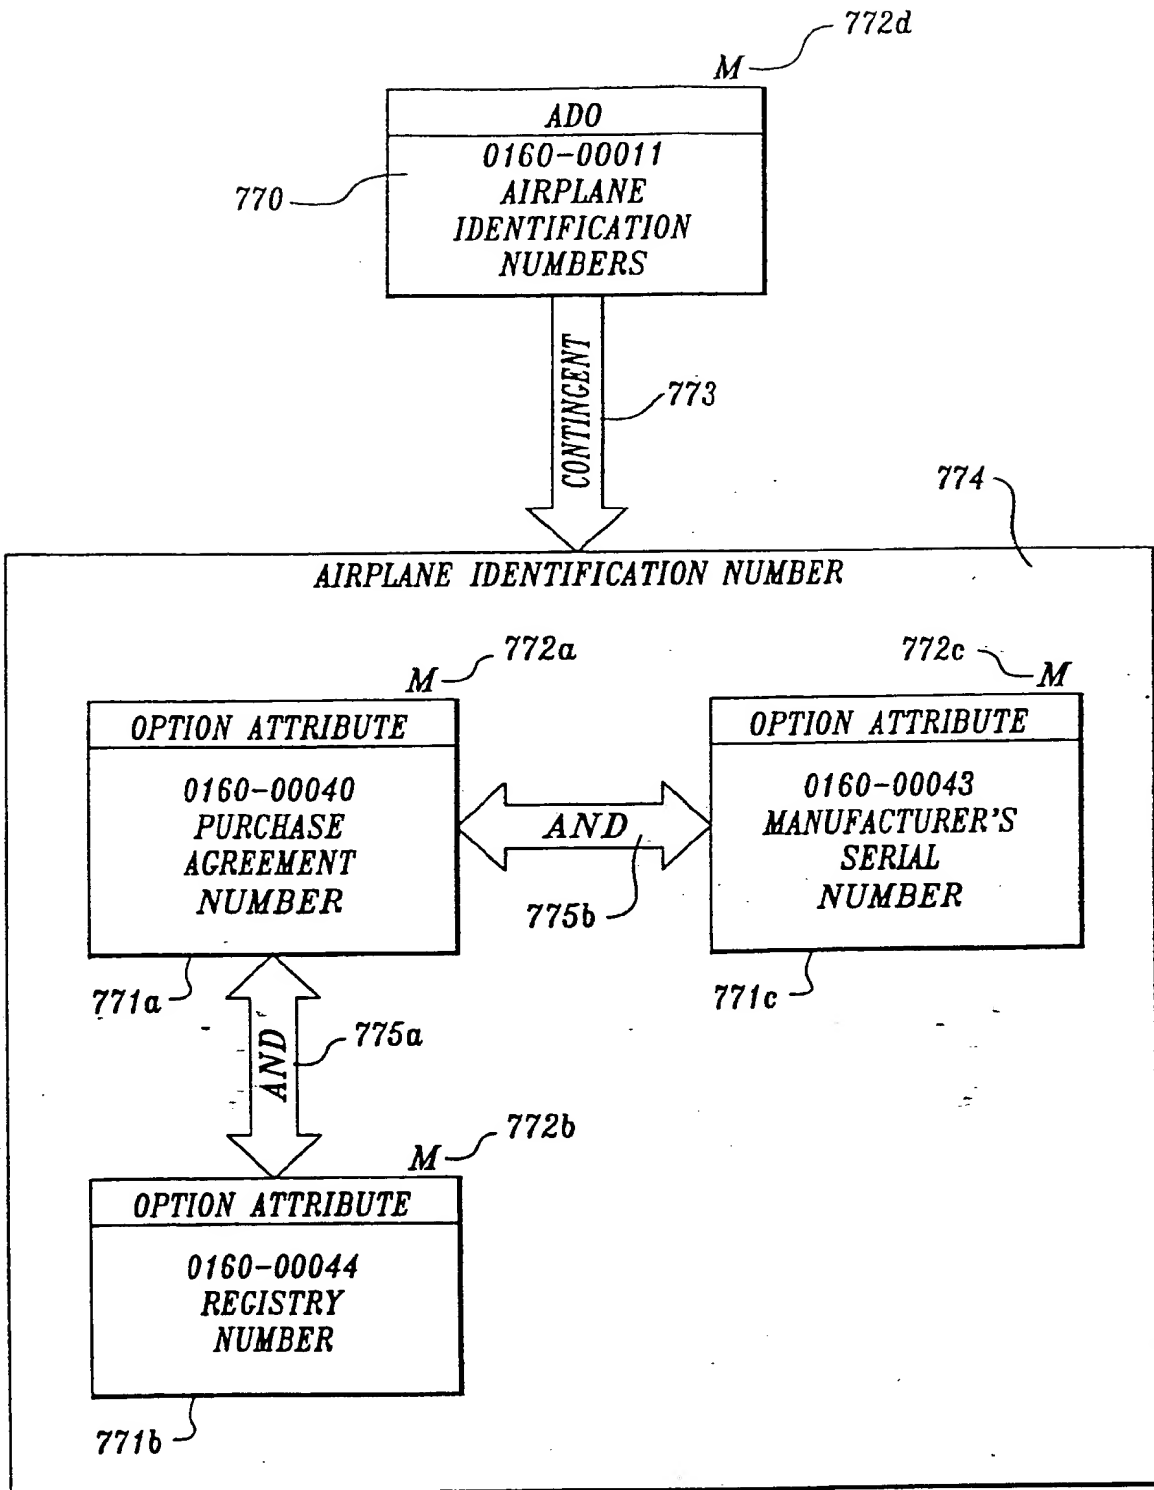 772d
M
ADO
0160-00011
AIRPLANE
IDENTIFICATION
NUMBERS
770
CONTINGENT
773
774
AIRPLANE IDENTIFICATION NUMBER
772a
M
OPTION ATTRIBUTE
0160-00040
PURCHASE
AGREEMENT
NUMBER
771a
AND
775b
772c
M
OPTION ATTRIBUTE
0160-00043
MANUFACTURER'S
SERIAL
NUMBER
771c
AND
775a
772b
M
OPTION ATTRIBUTE
0160-00044
REGISTRY
NUMBER
771b